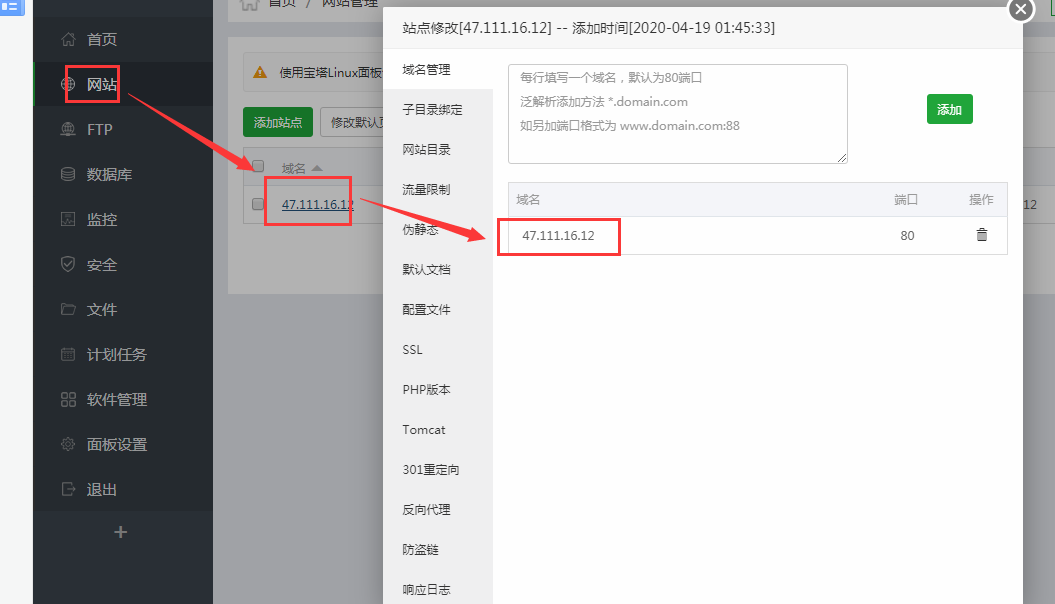 首页
网站
FTP
数据库
监控
安全
文件
计划任务
软件管理
面板设置
退出
+
首页 / 网站管理
使用宝塔Linux面板
添加站点
修改默认页
域名
47.111.16.12
12
站点修改[47.111.16.12] -- 添加时间[2020-04-19 01:45:33]
域名管理
子目录绑定
网站目录
流量限制
伪静态
默认文档
配置文件
SSL
PHP版本
Tomcat
301重定向
反向代理
防盗链
响应日志
每行填写一个域名，默认为80端口
泛解析添加方法 *.domain.com
如另加端口格式为 www.domain.com:88
添加
域名 端口 操作
47.111.16.12 80